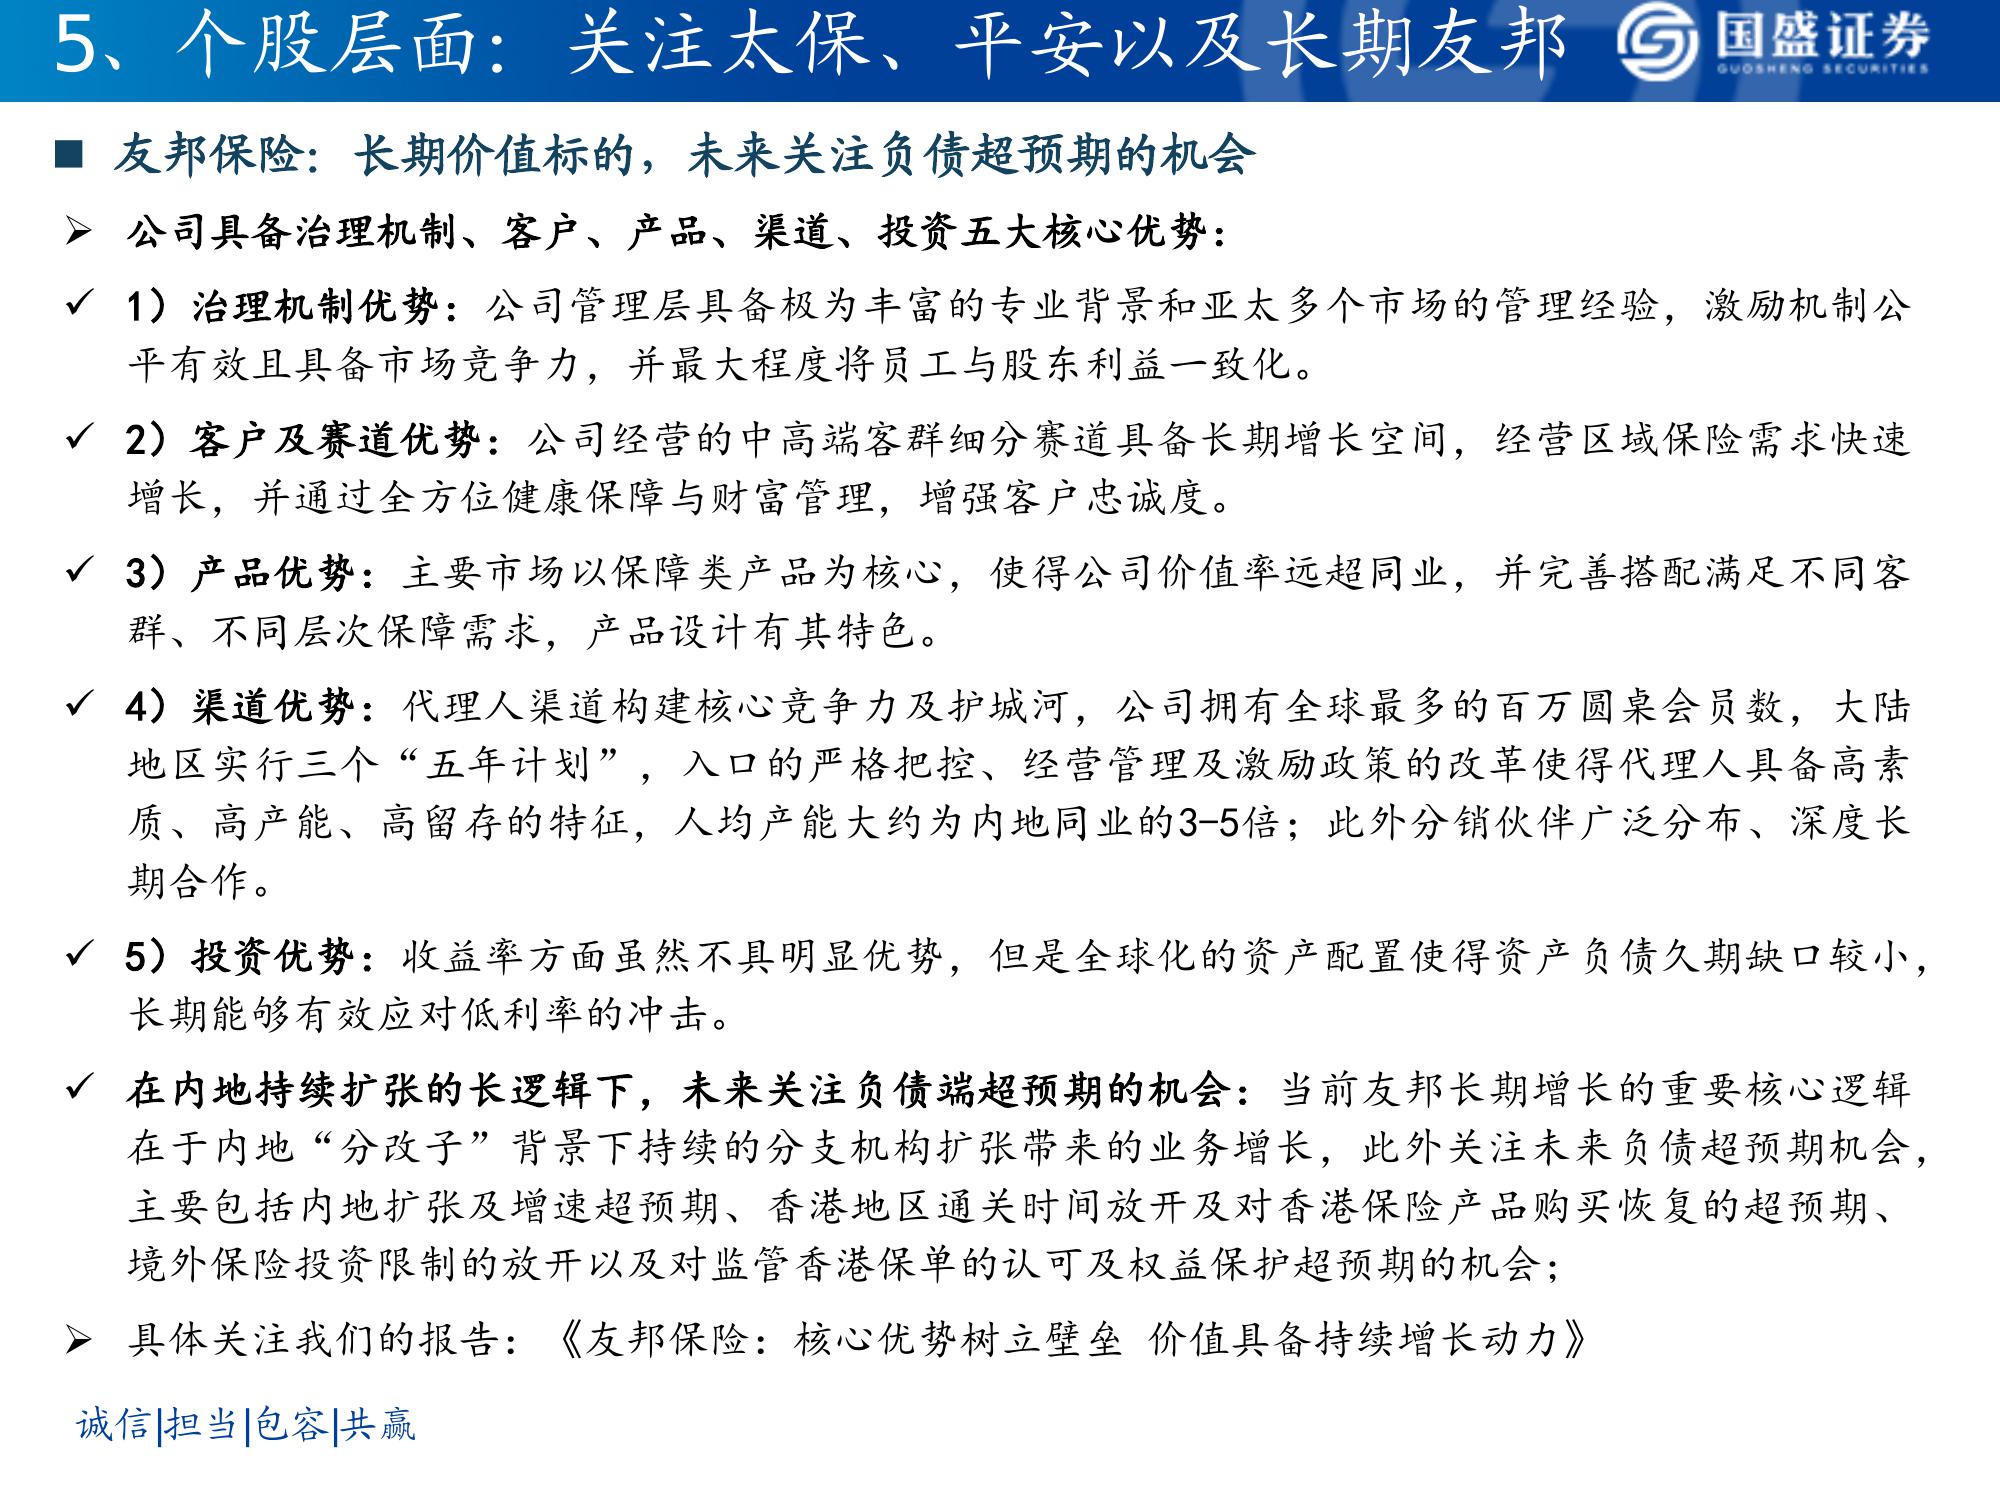 5、个股层面：关注太保、平安以及长期友邦
国盛证券
GUOSHENG SECURITIES
■ 友邦保险：长期价值标的，未来关注负债超预期的机会
➢ 公司具备治理机制、客户、产品、渠道、投资五大核心优势：
✓ 1）治理机制优势：公司管理层具备极为丰富的专业背景和亚太多个市场的管理经验，激励机制公
平有效且具备市场竞争力，并最大程度将员工与股东利益一致化。
✓ 2）客户及赛道优势：公司经营的中高端客群细分赛道具备长期增长空间，经营区域保险需求快速
增长，并通过全方位健康保障与财富管理，增强客户忠诚度。
✓ 3）产品优势：主要市场以保障类产品为核心，使得公司价值率远超同业，并完善搭配满足不同客
群、不同层次保障需求，产品设计有其特色。
✓ 4）渠道优势：代理人渠道构建核心竞争力及护城河，公司拥有全球最多的百万圆桌会员数，大陆
地区实行三个“五年计划”，入口的严格把控、经营管理及激励政策的改革使得代理人具备高素
质、高产能、高留存的特征，人均产能大约为内地同业的3-5倍；此外分销伙伴广泛分布、深度长
期合作。
✓ 5）投资优势：收益率方面虽然不具明显优势，但是全球化的资产配置使得资产负债久期缺口较小，
长期能够有效应对低利率的冲击。
✓ 在内地持续扩张的长逻辑下，未来关注负债端超预期的机会：当前友邦长期增长的重要核心逻辑
在于内地“分改子”背景下持续的分支机构扩张带来的业务增长，此外关注未来负债超预期机会，
主要包括内地扩张及增速超预期、香港地区通关时间放开及对香港保险产品购买恢复的超预期、
境外保险投资限制的放开以及对监管香港保单的认可及权益保护超预期的机会；
➢ 具体关注我们的报告：《友邦保险：核心优势树立壁垒 价值具备持续增长动力》
诚信|担当|包容|共赢